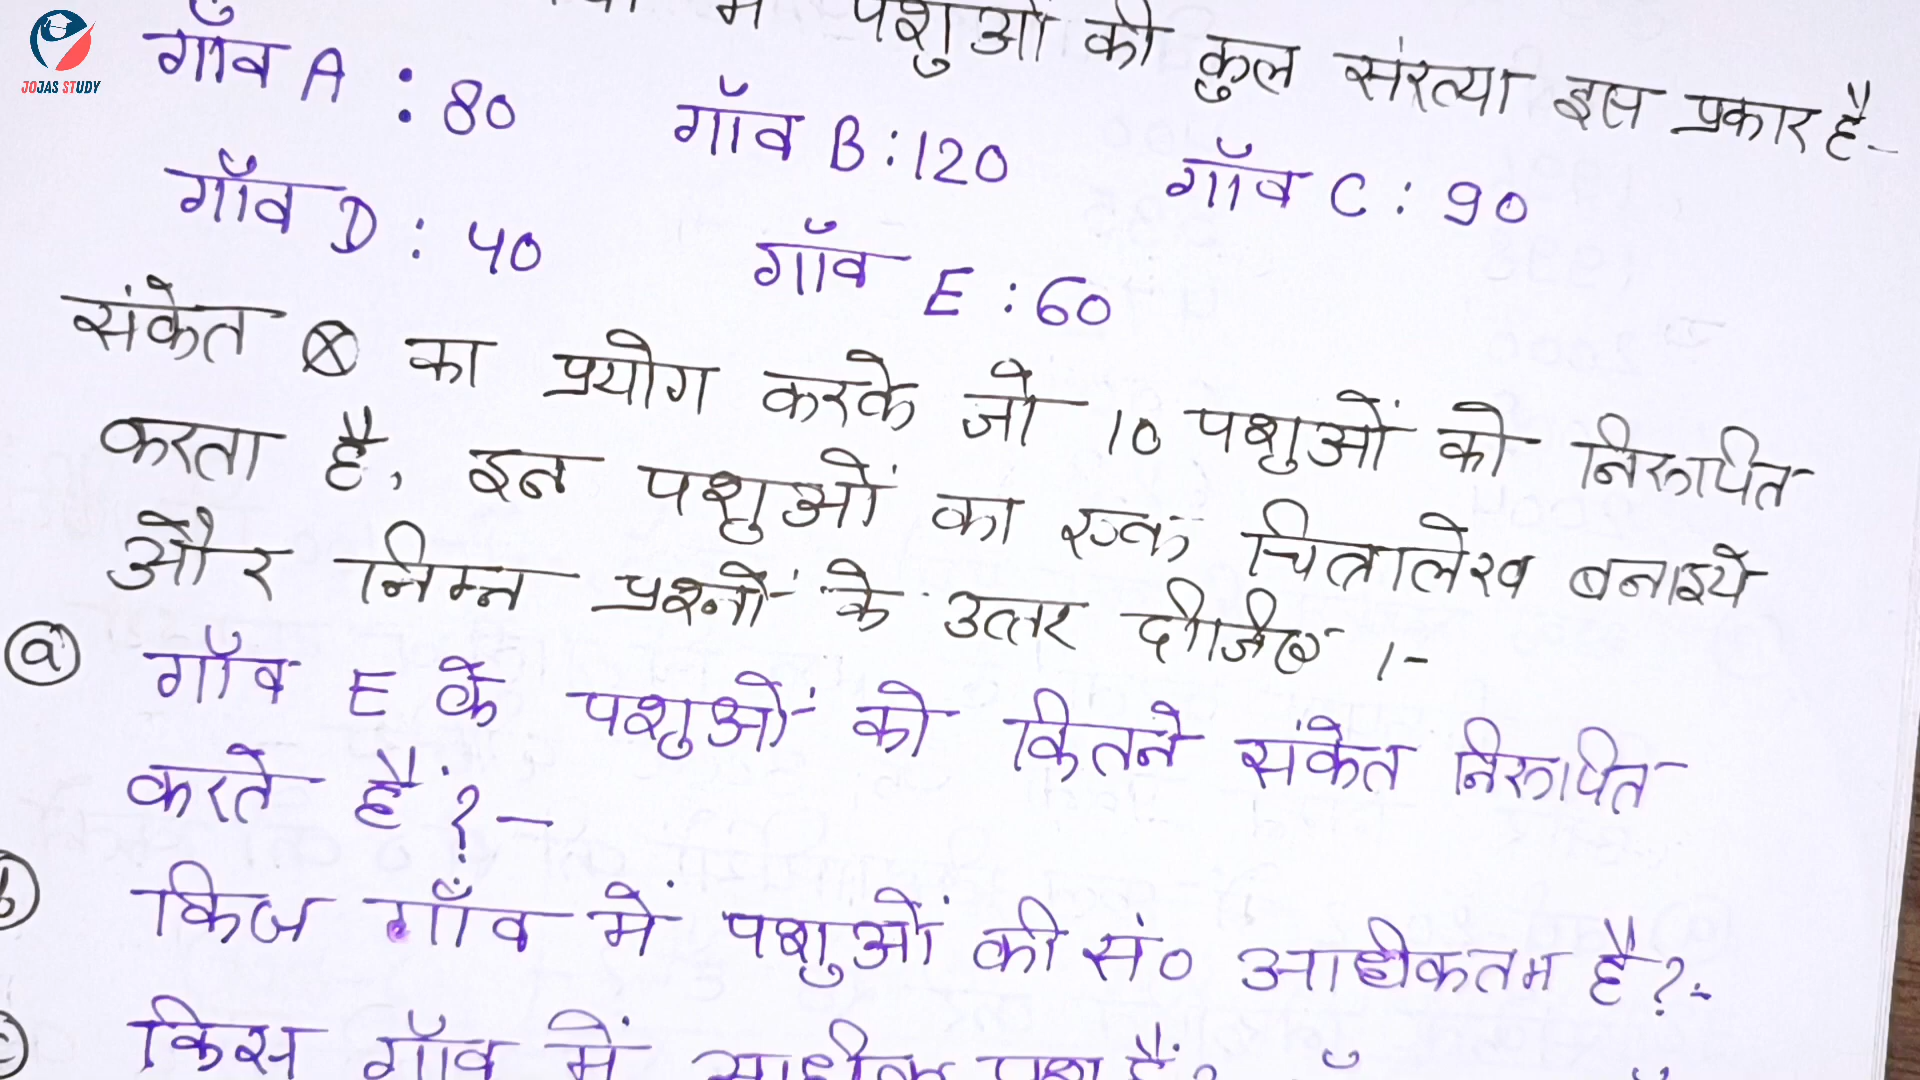 में पशुओं की कुल संख्या इस प्रकार है-
गाँव A : 80 गाँव B : 120 गाँव C : 90
गाँव D : 40 गाँव E : 60
संकेत ⊗ का प्रयोग करके जो 10 पशुओं को निरूपित
करता है, इन पशुओं का एक चित्रालेख बनाइये
और निम्न प्रश्नों के उत्तर दीजिए ।-
(a) गाँव E के पशुओं को कितने संकेत निरूपित
करते हैं ? -
(b) किस गाँव में पशुओं की सं० अधीकतम है ? -
किस गाँव में
JOJAS STUDY